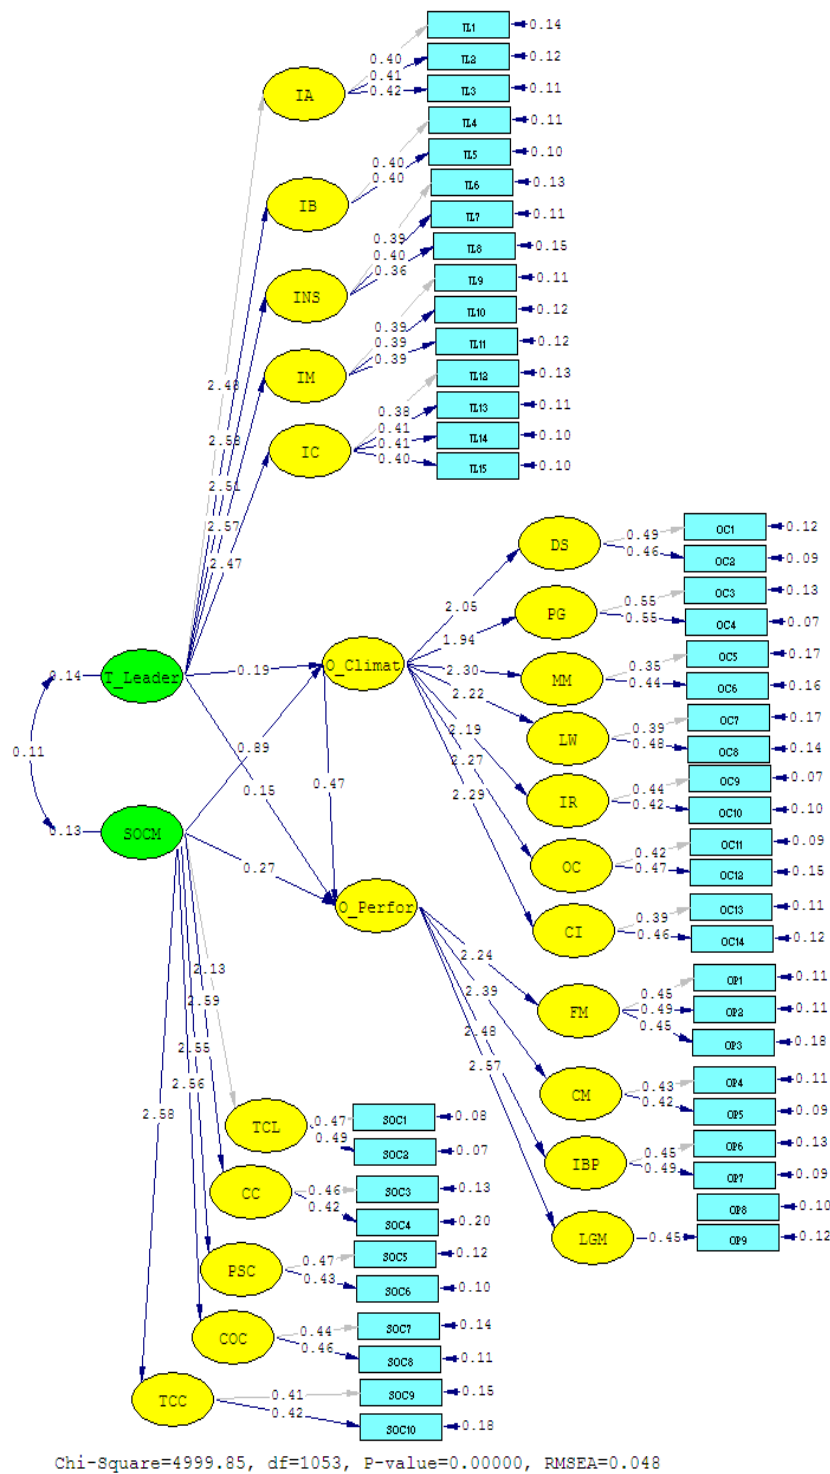 TL1 0.14
0.40
TL2 0.12
0.41
IA
0.42 TL3 0.11
TL4 0.11
TL5 0.10
0.40
0.40
IB
TL6 0.13
TL7 0.11
0.39
TL8 0.15
0.40
0.36
INS
TL9 0.11
TL10 0.12
0.39
0.39
TL11 0.12
0.39
IM
TL12 0.13
2.48
TL13 0.11
0.38
0.41
TL14 0.10
0.41
2.58
IC
0.40 TL15 0.10
2.51
2.57
2.47
DS 0.49 OC1 0.12
0.46 OC2 0.09
2.05
PG 0.55 OC3 0.13
0.55 OC4 0.07
1.94
0.14 T_Leader 0.19 O_Climat 2.30 MM 0.35 OC5 0.17
0.44 OC6 0.16
2.22
LW 0.39 OC7 0.17
0.48 OC8 0.14
0.11 0.89 2.19
2.27
IR 0.44 OC9 0.07
0.42 OC10 0.10
0.47 0.15 2.29
0.13 SOCM
OC 0.42 OC11 0.09
0.47 OC12 0.15
0.27
O_Perfor CI 0.39 OC13 0.11
0.46 OC14 0.12
2.24
2.13 2.39
2.59
FM 0.45 OP1 0.11
0.49 OP2 0.11
0.45 OP3 0.18
2.48
2.55
2.57
2.56
CM 0.43 OP4 0.11
0.42 OP5 0.09
2.58
TCL 0.47 SOC1 0.08
0.49 SOC2 0.07
IBP 0.45 OP6 0.13
0.49 OP7 0.09
CC 0.46 SOC3 0.13
0.42 SOC4 0.20
OP8 0.10
LGM 0.45 OP9 0.12
PSC 0.47 SOC5 0.12
0.43 SOC6 0.10
COC 0.44 SOC7 0.14
0.46 SOC8 0.11
TCC 0.41 SOC9 0.15
0.42 SOC10 0.18
Chi-Square=4999.85, df=1053, P-value=0.00000, RMSEA=0.048